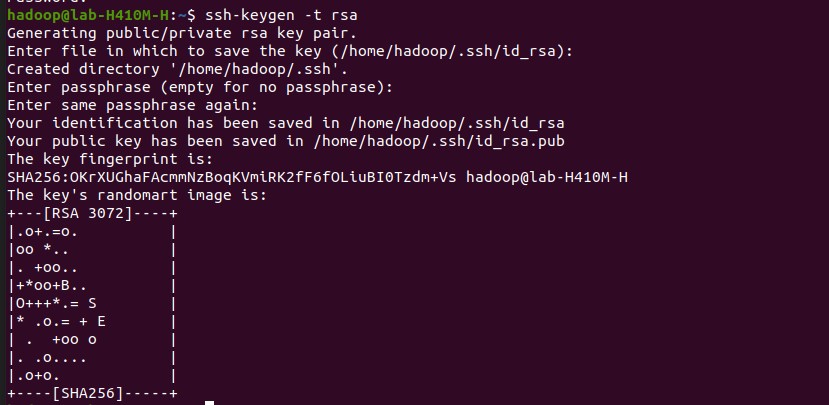 hadoop@lab-H410M-H:~$ ssh-keygen -t rsa
Generating public/private rsa key pair.
Enter file in which to save the key (/home/hadoop/.ssh/id_rsa):
Created directory '/home/hadoop/.ssh'.
Enter passphrase (empty for no passphrase):
Enter same passphrase again:
Your identification has been saved in /home/hadoop/.ssh/id_rsa
Your public key has been saved in /home/hadoop/.ssh/id_rsa.pub
The key fingerprint is:
SHA256:OKrXUGhaFAcmmNzBoqKVmiRK2fF6fOLiuBI0Tzdm+Vs hadoop@lab-H410M-H
The key's randomart image is:
+---[RSA 3072]----+
|.o+.=o.          |
|oo *..           |
|. +oo..          |
|+*oo+B..         |
|O+++*.= S        |
|* .o.= + E       |
| .  +oo o        |
|. .o....         |
|.o+o.            |
+----[SHA256]-----+